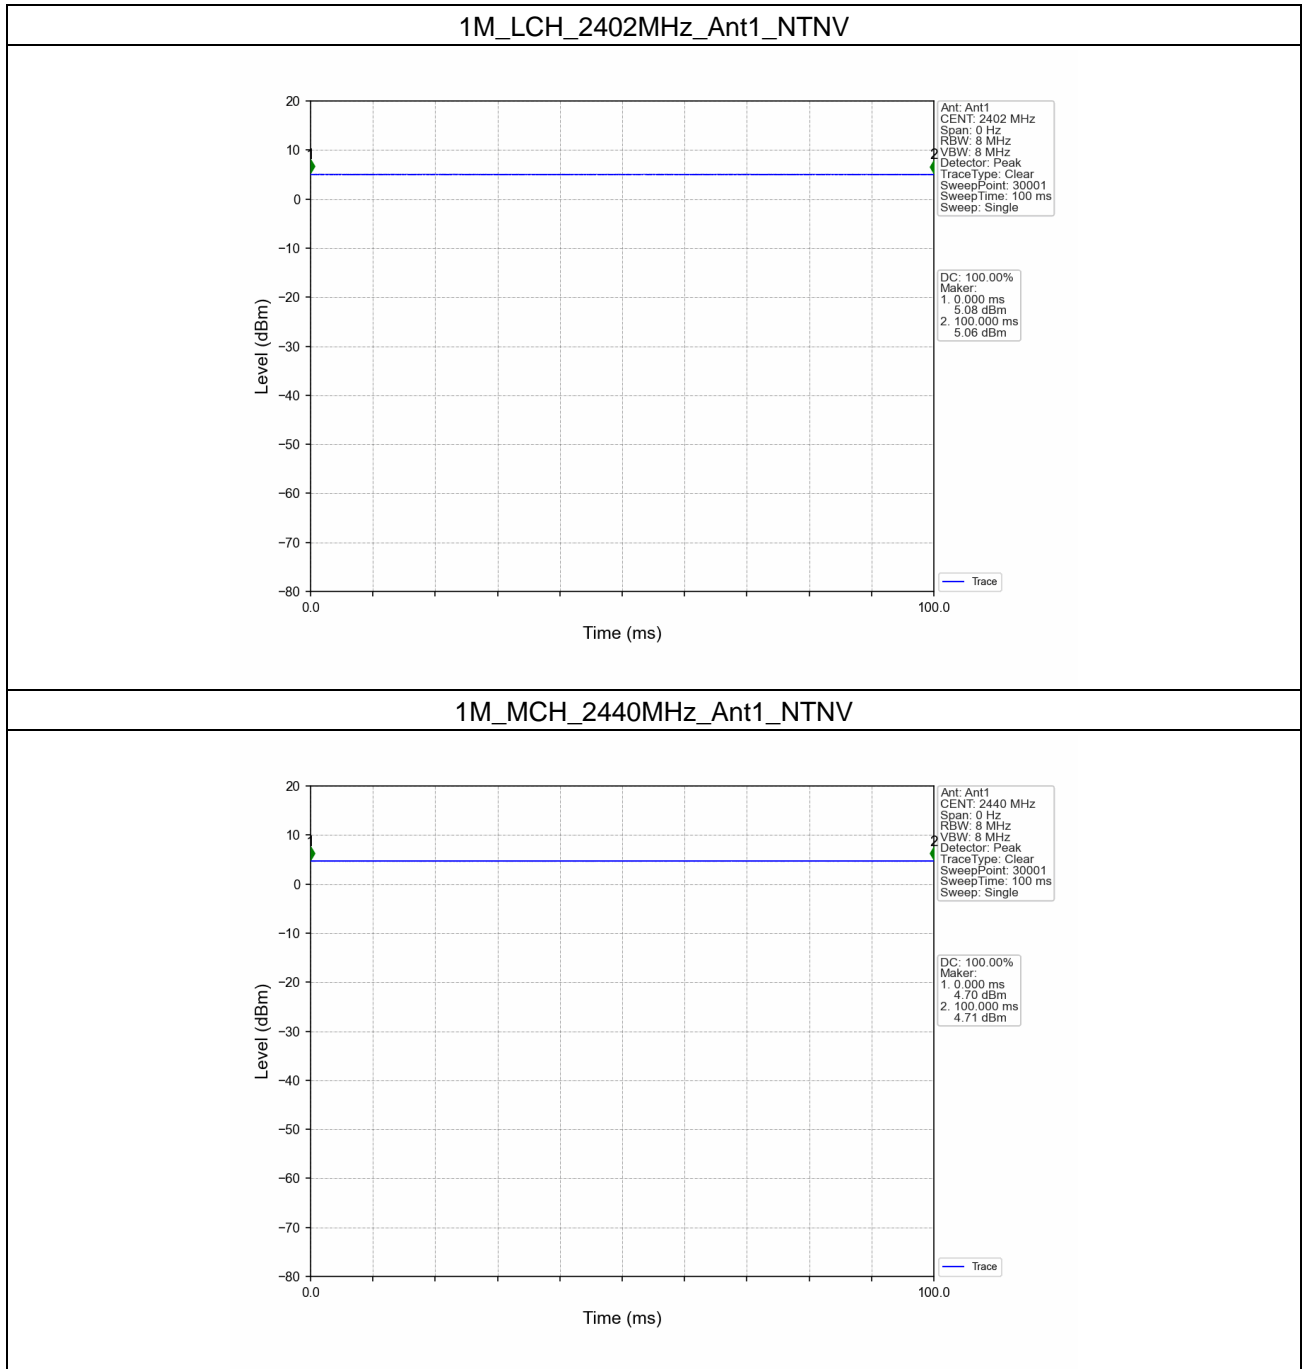 1M_LCH_2402MHz_Ant1_NTNV
20
10
0
−10
−20
−30
−40
−50
−60
−70
−80
Level (dBm)
1
2
0.0
100.0
Time (ms)
Ant: Ant1
CENT: 2402 MHz
Span: 0 Hz
RBW: 8 MHz
VBW: 8 MHz
Detector: Peak
TraceType: Clear
SweepPoint: 30001
SweepTime: 100 ms
Sweep: Single
DC: 100.00%
Maker:
1. 0.000 ms
5.08 dBm
2. 100.000 ms
5.06 dBm
Trace
1M_MCH_2440MHz_Ant1_NTNV
20
10
0
−10
−20
−30
−40
−50
−60
−70
−80
Level (dBm)
1
2
0.0
100.0
Time (ms)
Ant: Ant1
CENT: 2440 MHz
Span: 0 Hz
RBW: 8 MHz
VBW: 8 MHz
Detector: Peak
TraceType: Clear
SweepPoint: 30001
SweepTime: 100 ms
Sweep: Single
DC: 100.00%
Maker:
1. 0.000 ms
4.70 dBm
2. 100.000 ms
4.71 dBm
Trace